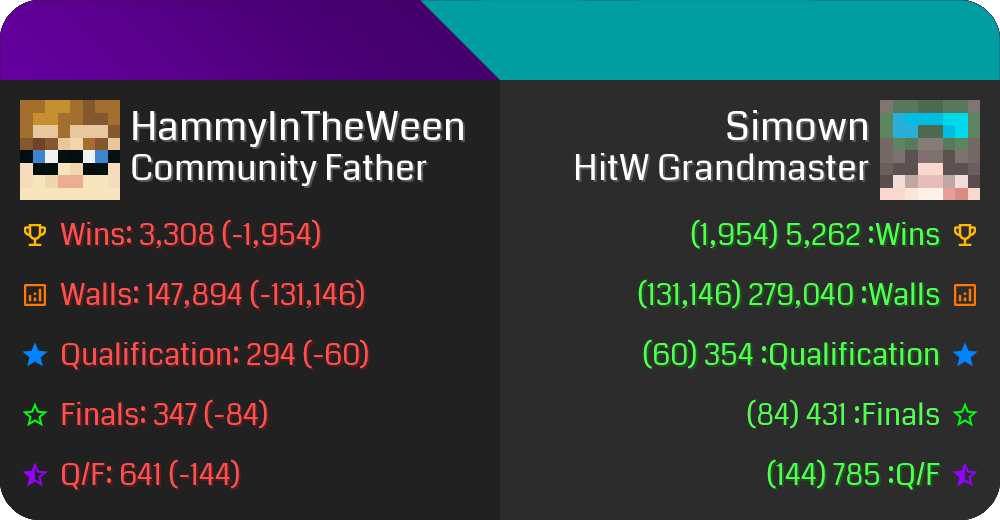 HammyInTheWeen
Community Father
Wins: 3,308 (-1,954)
Walls: 147,894 (-131,146)
Qualification: 294 (-60)
Finals: 347 (-84)
Q/F: 641 (-144)
Simown
HitW Grandmaster
(1,954) 5,262 :Wins
(131,146) 279,040 :Walls
(60) 354 :Qualification
(84) 431 :Finals
(144) 785 :Q/F